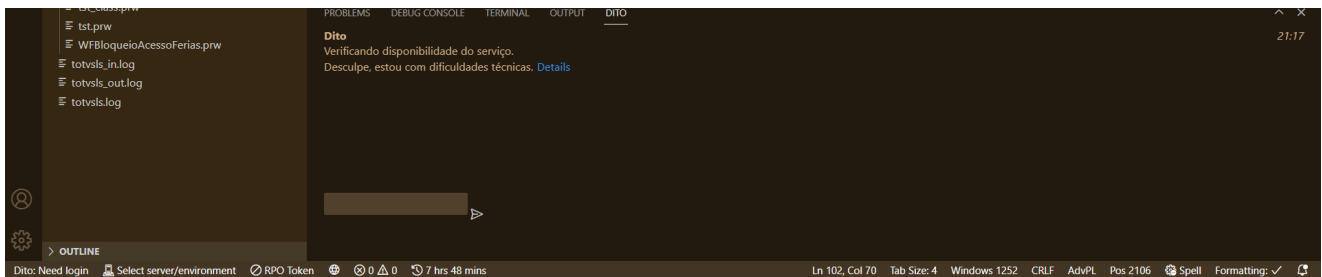 tst_class.prw
tst.prw
WFBloqueioAcessoFerias.prw
totvsls_in.log
totvsls_out.log
totvsls.log
OUTLINE
PROBLEMS DEBUG CONSOLE TERMINAL OUTPUT DITO
Dito 21:17
Verificando disponibilidade do serviço.
Desculpe, estou com dificuldades técnicas. Details
Dito: Need login Select server/environment RPO Token 0 0 7 hrs 48 mins Ln 102, Col 70 Tab Size: 4 Windows 1252 CRLF AdvPL Pos 2106 Spell Formatting: